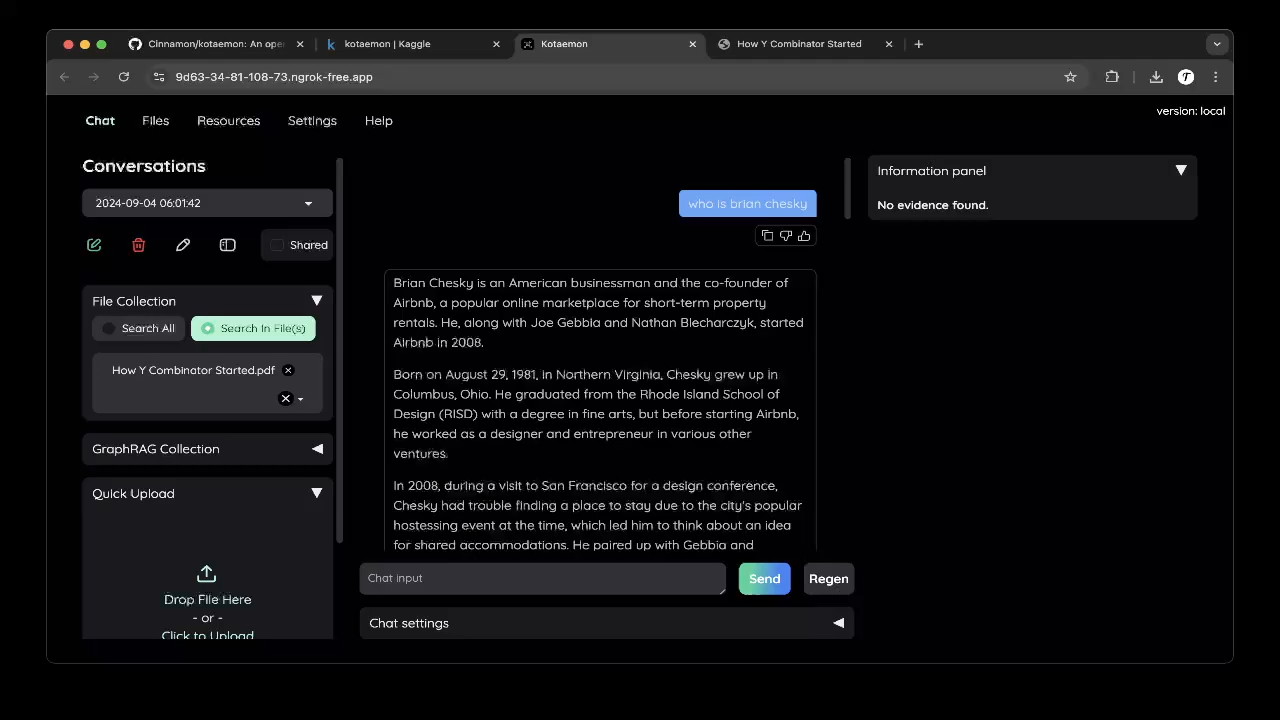 Cinnamon/kotaemon: An open
kotaemon | Kaggle
Kotaemon
How Y Combinator Started
9d63-34-81-108-73.ngrok-free.app
version: local
Chat
Files
Resources
Settings
Help
Conversations
2024-09-04 06:01:42
Shared
File Collection
Search All
Search In File(s)
How Y Combinator Started.pdf
GraphRAG Collection
Quick Upload
Drop File Here
- or -
Click to Upload
who is brian chesky
Brian Chesky is an American businessman and the co-founder of
Airbnb, a popular online marketplace for short-term property
rentals. He, along with Joe Gebbia and Nathan Blecharczyk, started
Airbnb in 2008.
Born on August 29, 1981, in Northern Virginia, Chesky grew up in
Columbus, Ohio. He graduated from the Rhode Island School of
Design (RISD) with a degree in fine arts, but before starting Airbnb,
he worked as a designer and entrepreneur in various other
ventures.
In 2008, during a visit to San Francisco for a design conference,
Chesky had trouble finding a place to stay due to the city's popular
hostessing event at the time, which led him to think about an idea
for shared accommodations. He paired up with Gebbia and
Chat input
Send
Regen
Chat settings
Information panel
No evidence found.